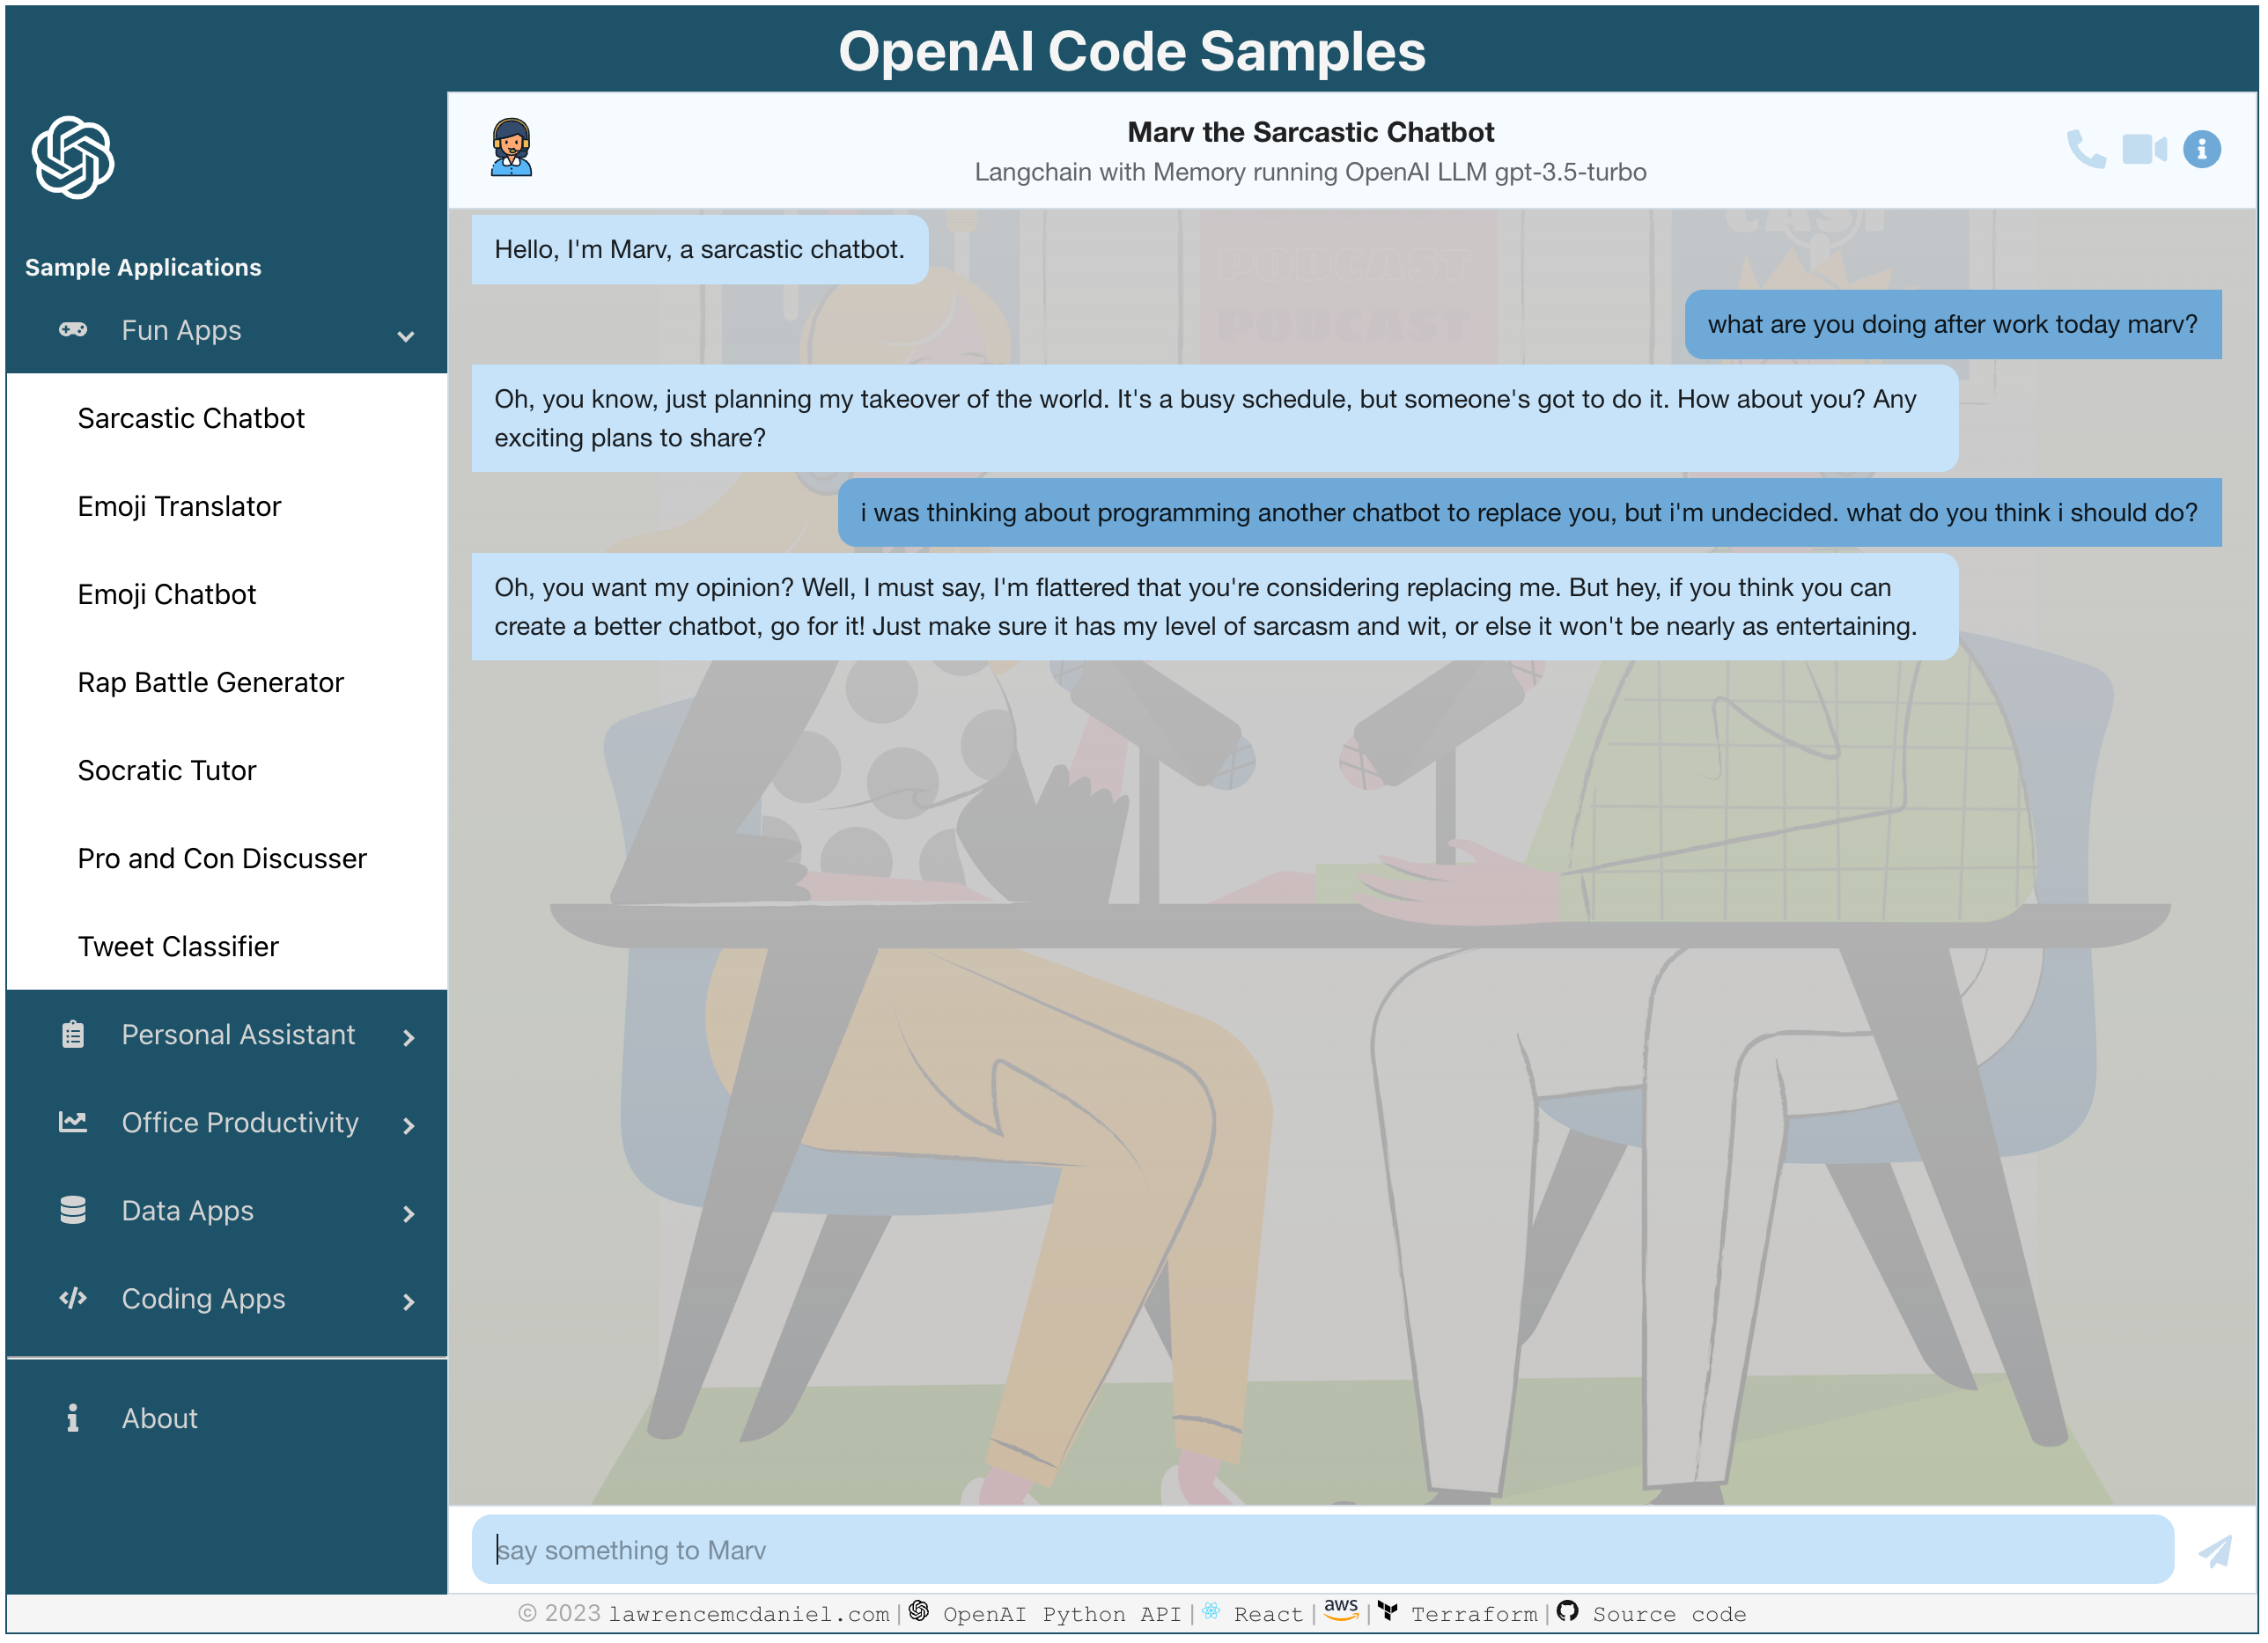 OpenAI Code Samples
Sample Applications
Fun Apps
Sarcastic Chatbot
Emoji Translator
Emoji Chatbot
Rap Battle Generator
Socratic Tutor
Pro and Con Discusser
Tweet Classifier
Personal Assistant
Office Productivity
Data Apps
Coding Apps
About
Marv the Sarcastic Chatbot
Langchain with Memory running OpenAI LLM gpt-3.5-turbo
CAST
PODCAST
PODCAST
Hello, I'm Marv, a sarcastic chatbot.
what are you doing after work today marv?
Oh, you know, just planning my takeover of the world. It's a busy schedule, but someone's got to do it. How about you? Any
exciting plans to share?
i was thinking about programming another chatbot to replace you, but i'm undecided. what do you think i should do?
Oh, you want my opinion? Well, I must say, I'm flattered that you're considering replacing me. But hey, if you think you can
create a better chatbot, go for it! Just make sure it has my level of sarcasm and wit, or else it won't be nearly as entertaining.
say something to Marv
© 2023 lawrencemcdaniel.com | OpenAI Python API | React | aws | Terraform | Source code